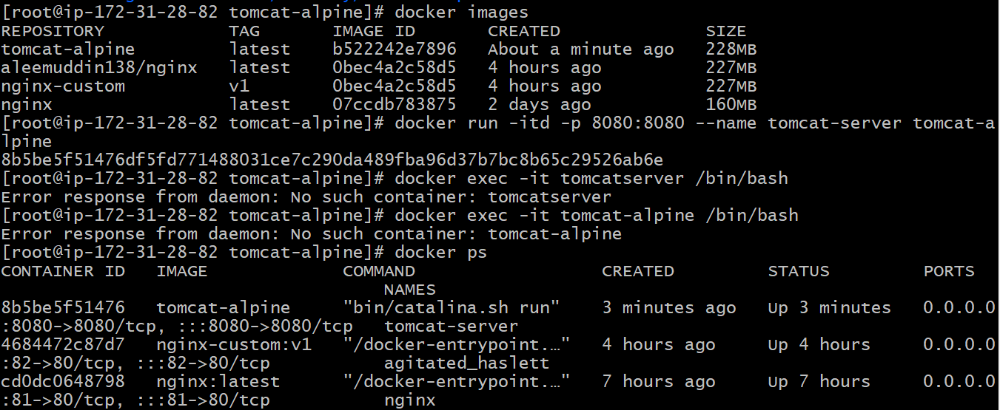 [root@ip-172-31-28-82 tomcat-alpine]# docker images
REPOSITORY            TAG       IMAGE ID       CREATED              SIZE
tomcat-alpine         latest    b522242e7896   About a minute ago   228MB
aleemuddin138/nginx   latest    0bec4a2c58d5   4 hours ago          227MB
nginx-custom          v1        0bec4a2c58d5   4 hours ago          227MB
nginx                 latest    07ccdb783875   2 days ago           160MB
[root@ip-172-31-28-82 tomcat-alpine]# docker run -itd -p 8080:8080 --name tomcat-server tomcat-a
lpine
8b5be5f51476df5fd771488031ce7c290da489fba96d37b7bc8b65c29526ab6e
[root@ip-172-31-28-82 tomcat-alpine]# docker exec -it tomcatserver /bin/bash
Error response from daemon: No such container: tomcatserver
[root@ip-172-31-28-82 tomcat-alpine]# docker exec -it tomcat-alpine /bin/bash
Error response from daemon: No such container: tomcat-alpine
[root@ip-172-31-28-82 tomcat-alpine]# docker ps
CONTAINER ID   IMAGE             COMMAND                  CREATED         STATUS         PORTS
                                     NAMES
8b5be5f51476   tomcat-alpine     "bin/catalina.sh run"    3 minutes ago   Up 3 minutes   0.0.0.0
:8080->8080/tcp, :::8080->8080/tcp   tomcat-server
4684472c87d7   nginx-custom:v1   "/docker-entrypoint.…"   4 hours ago     Up 4 hours     0.0.0.0
:82->80/tcp, :::82->80/tcp           agitated_haslett
cd0dc0648798   nginx:latest      "/docker-entrypoint.…"   7 hours ago     Up 7 hours     0.0.0.0
:81->80/tcp, :::81->80/tcp           nginx